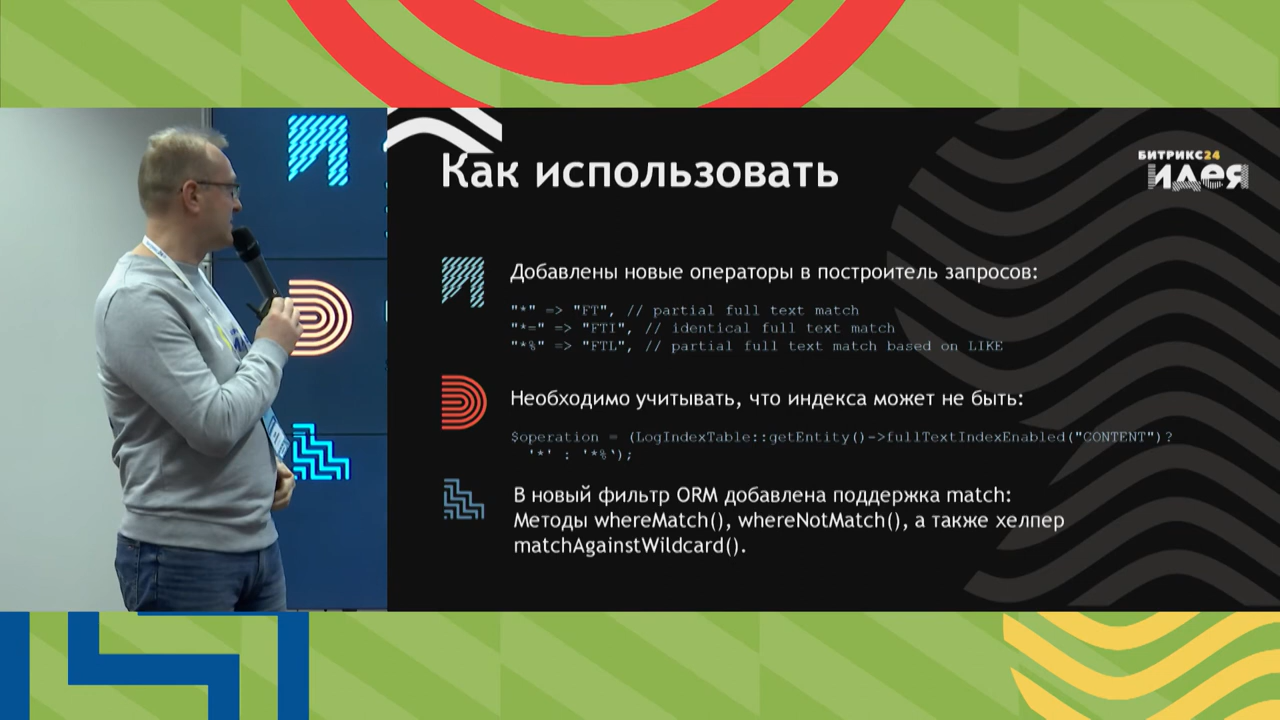 Как использовать
БИТРИКС24
идея
Добавлены новые операторы в построитель запросов:
"*" => "FT", // partial full text match
"*=" => "FTI", // identical full text match
"*%" => "FTL", // partial full text match based on LIKE
Необходимо учитывать, что индекса может не быть:
$operation = (LogIndexTable::getEntity()->fullTextIndexEnabled("CONTENT")?
'*' : '*%');
В новый фильтр ORM добавлена поддержка match:
Методы whereMatch(), whereNotMatch(), а также хелпер
matchAgainstWildcard().